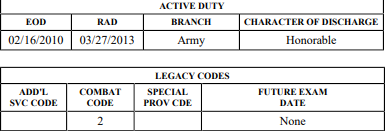 ACTIVE DUTY
EOD RAD BRANCH CHARACTER OF DISCHARGE
02/16/2010 03/27/2013 Army Honorable
LEGACY CODES
ADD'L SVC CODE COMBAT CODE SPECIAL PROV CDE FUTURE EXAM DATE
2 None